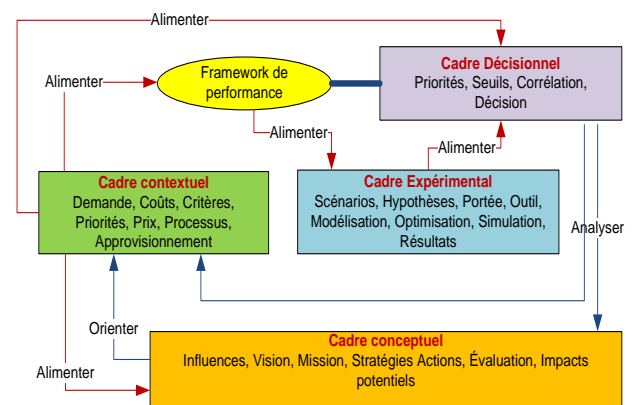 Alimenter
Cadre Décisionnel
Priorités, Seuils, Corrélation,
Décision
Framework de
performance
Alimenter
Alimenter
Alimenter
Cadre contextuel
Demande, Coûts, Critères,
Priorités, Prix, Processus,
Approvisionnement
Cadre Expérimental
Scénarios, Hypothèses, Portée, Outil,
Modélisation, Optimisation, Simulation,
Résultats
Analyser
Orienter
Alimenter
Cadre conceptuel
Influences, Vision, Mission, Stratégies Actions, Évaluation, Impacts
potentiels